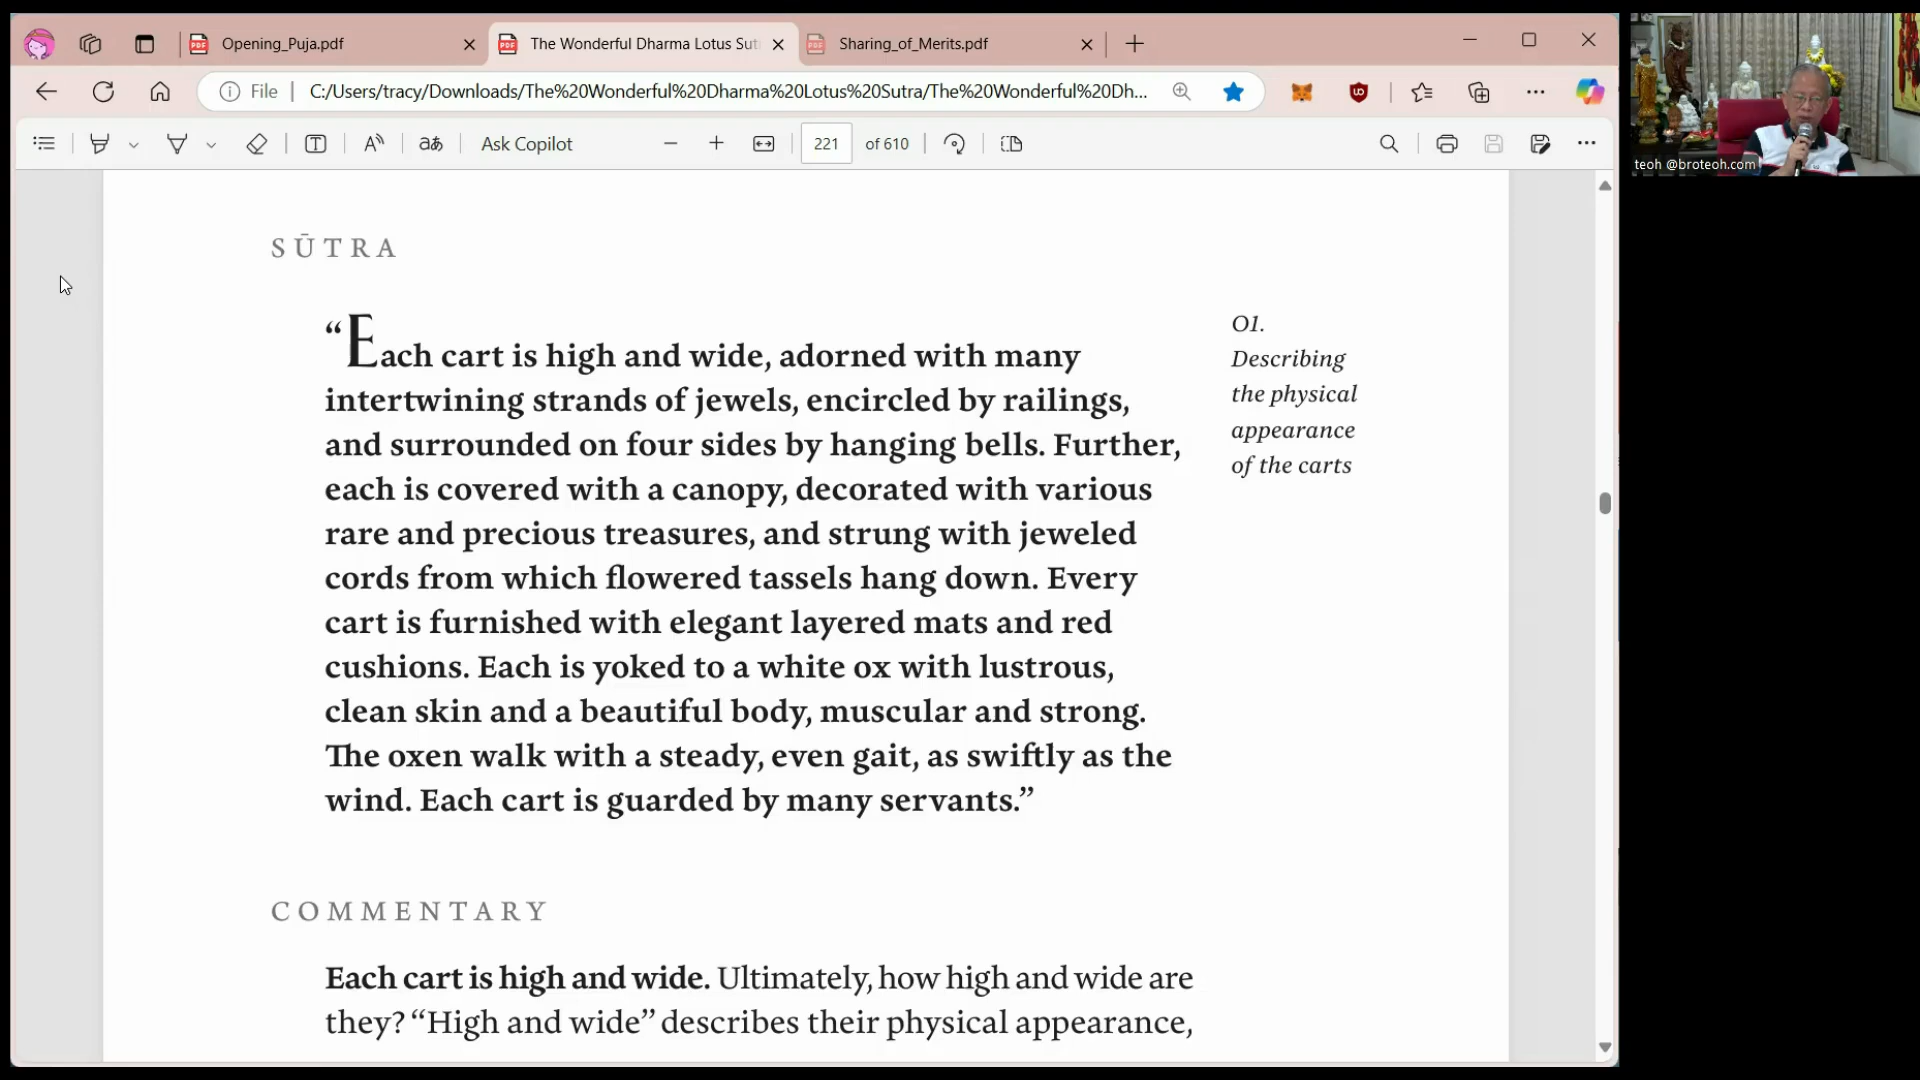 Opening_Puja.pdf
The Wonderful Dharma Lotus Sut
Sharing_of_Merits.pdf
File
C:/Users/tracy/Downloads/The%20Wonderful%20Dharma%20Lotus%20Sutra/The%20Wonderful%20Dh...
Ask Copilot
221 of 610
teoh @broteoh.com
SŪTRA
“Each cart is high and wide, adorned with many
intertwining strands of jewels, encircled by railings,
and surrounded on four sides by hanging bells. Further,
each is covered with a canopy, decorated with various
rare and precious treasures, and strung with jeweled
cords from which flowered tassels hang down. Every
cart is furnished with elegant layered mats and red
cushions. Each is yoked to a white ox with lustrous,
clean skin and a beautiful body, muscular and strong.
The oxen walk with a steady, even gait, as swiftly as the
wind. Each cart is guarded by many servants.”
O1.
Describing
the physical
appearance
of the carts
COMMENTARY
Each cart is high and wide. Ultimately, how high and wide are
they? “High and wide” describes their physical appearance,